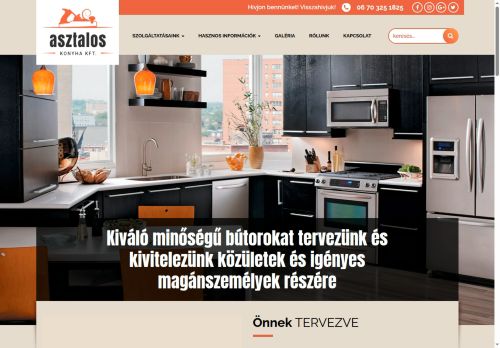 Hívjon bennünket! Visszahívjuk!
06 70 325 1825
asztalos
KONYHA KFT.
SZOLGÁLTATÁSAINK
HASZNOS INFORMÁCIÓK
GALÉRIA
RÓLUNK
KAPCSOLAT
keresés..
Kiváló minőségű bútorokat tervezünk és
kivitelezünk közületek és igényes
magánszemélyek részére
Önnek TERVEZVE